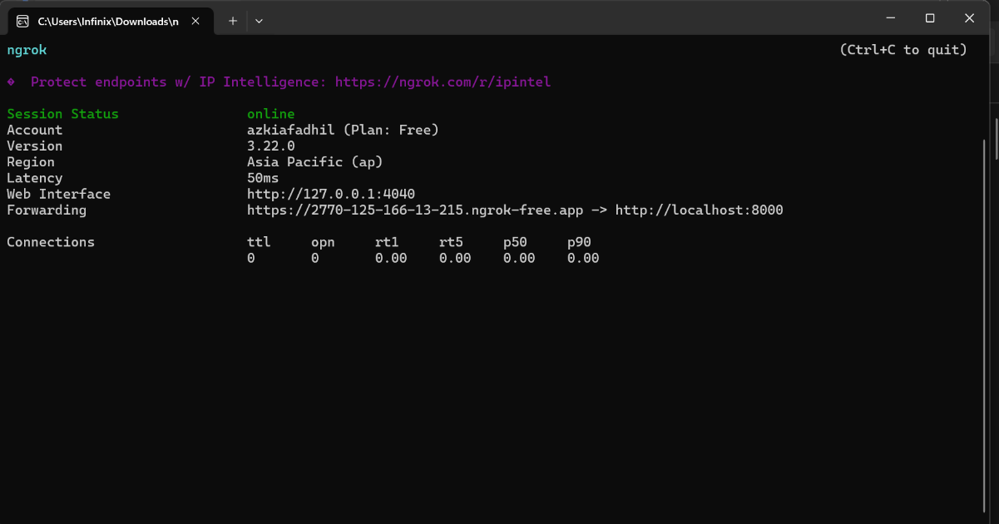 C:\Users\Infinix\Downloads\n
ngrok (Ctrl+C to quit)
� Protect endpoints w/ IP Intelligence: https://ngrok.com/r/ipintel
Session Status online
Account azkiafadhil (Plan: Free)
Version 3.22.0
Region Asia Pacific (ap)
Latency 50ms
Web Interface http://127.0.0.1:4040
Forwarding https://2770-125-166-13-215.ngrok-free.app -> http://localhost:8000
Connections ttl opn rt1 rt5 p50 p90
0 0 0.00 0.00 0.00 0.00